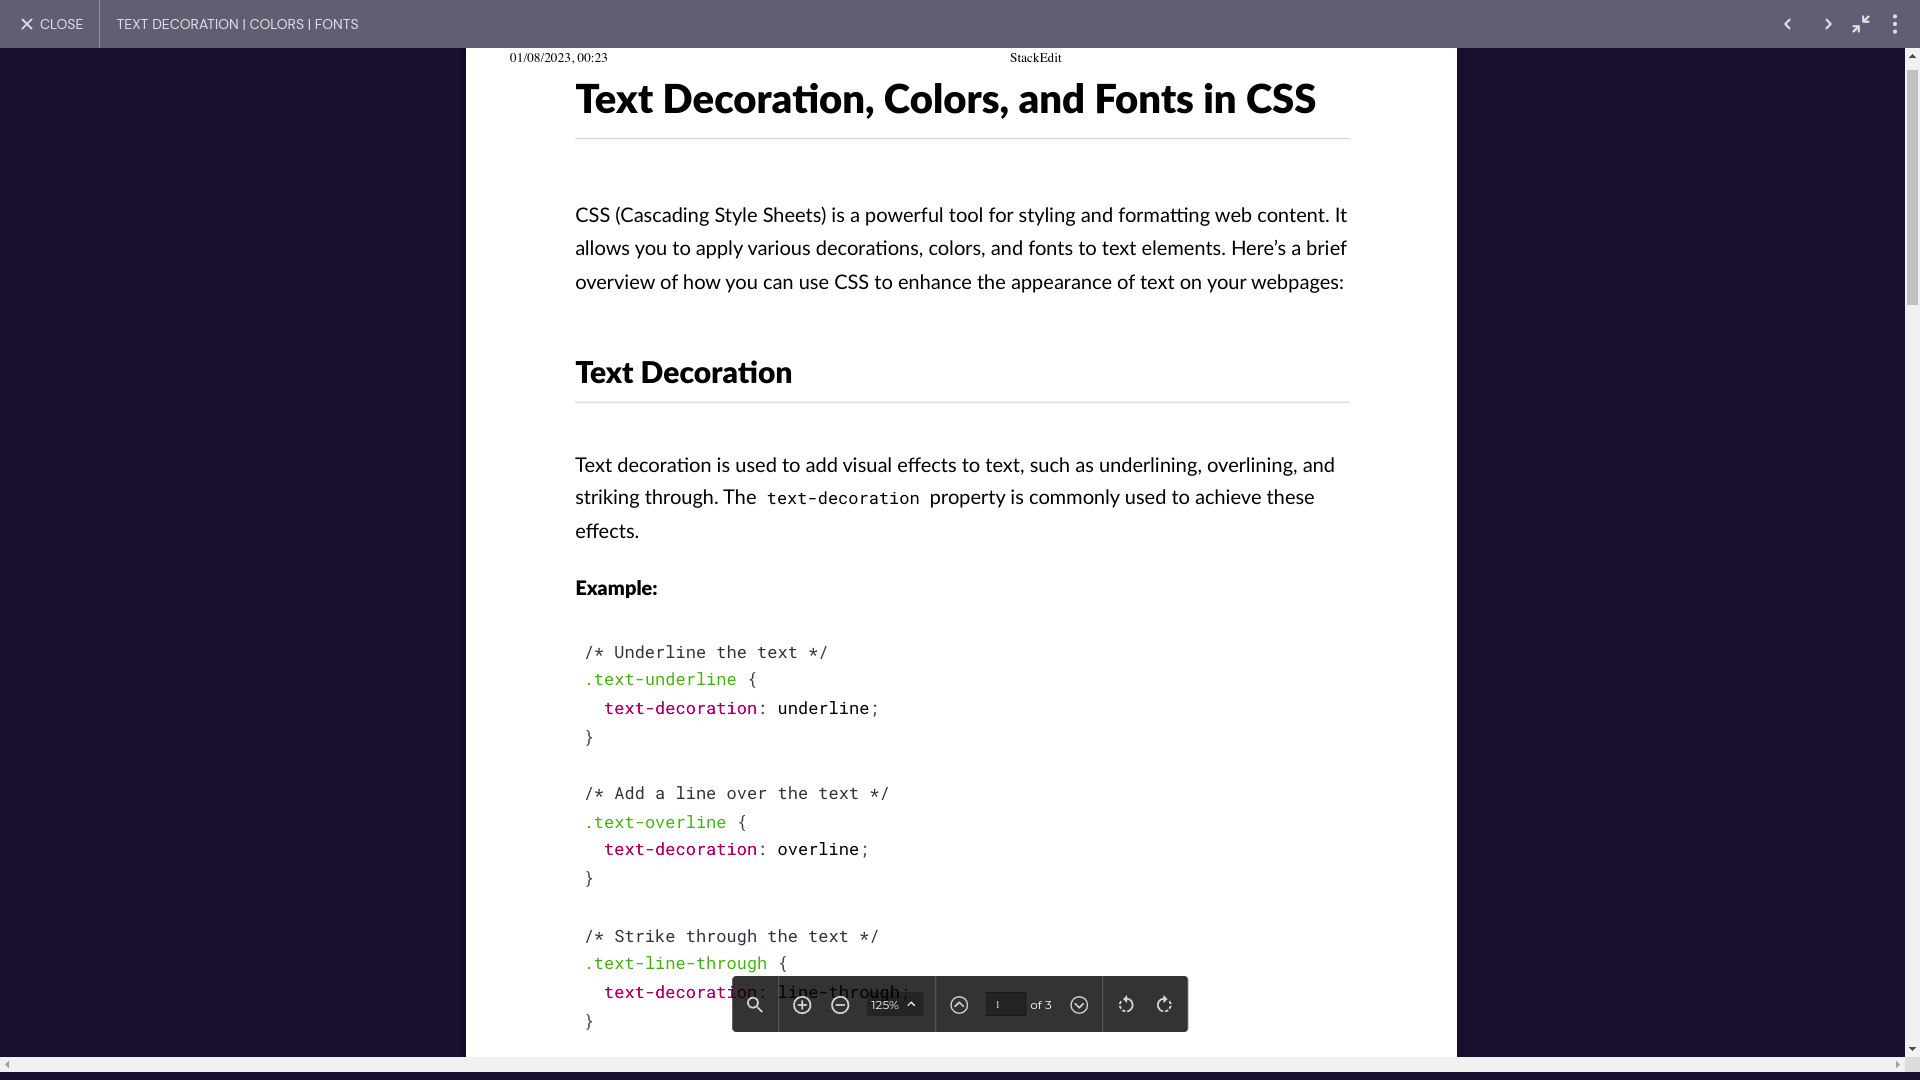 CLOSE TEXT DECORATION | COLORS | FONTS
01/08/2023, 00:23 StackEdit
Text Decoration, Colors, and Fonts in CSS
CSS (Cascading Style Sheets) is a powerful tool for styling and formatting web content. It
allows you to apply various decorations, colors, and fonts to text elements. Here’s a brief
overview of how you can use CSS to enhance the appearance of text on your webpages:
Text Decoration
Text decoration is used to add visual effects to text, such as underlining, overlining, and
striking through. The text-decoration property is commonly used to achieve these
effects.
Example:
/* Underline the text */
.text-underline {
  text-decoration: underline;
}
/* Add a line over the text */
.text-overline {
  text-decoration: overline;
}
/* Strike through the text */
.text-line-through {
  text-decoration: line-through;
}
125% 1 of 3